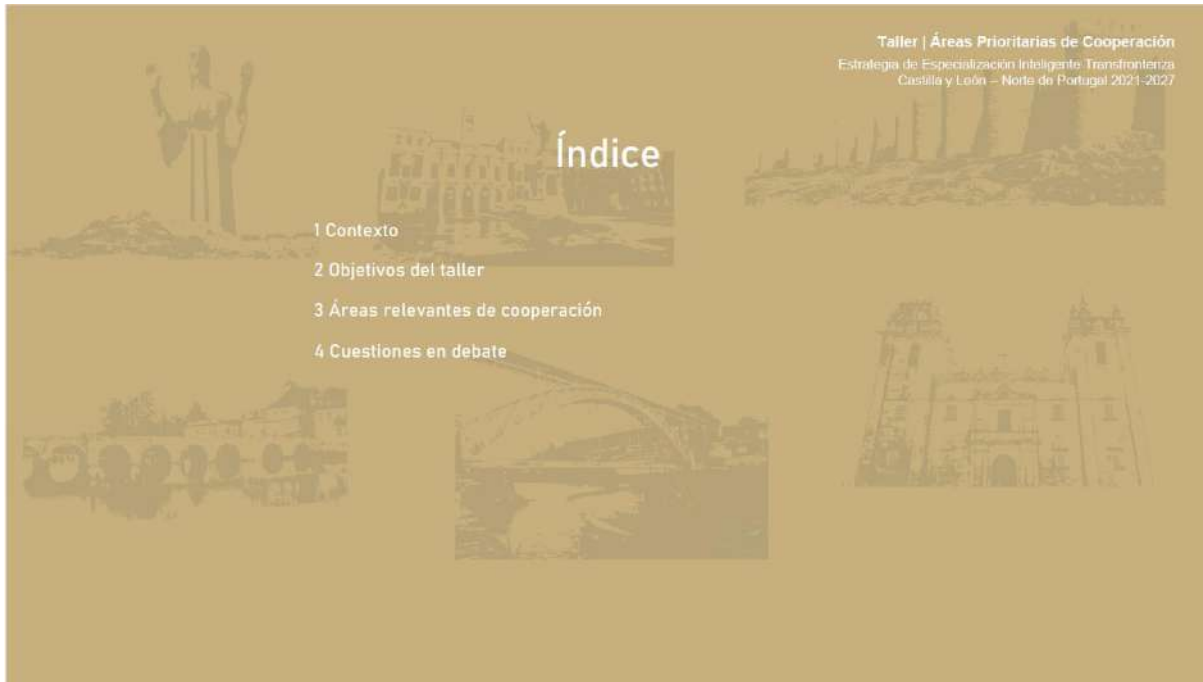 Taller | Áreas Prioritarias de Cooperación
Estrategia de Especialización Inteligente Transfronteriza
Castilla y León – Norte de Portugal 2021-2027
Índice
1 Contexto
2 Objetivos del taller
3 Áreas relevantes de cooperación
4 Cuestiones en debate